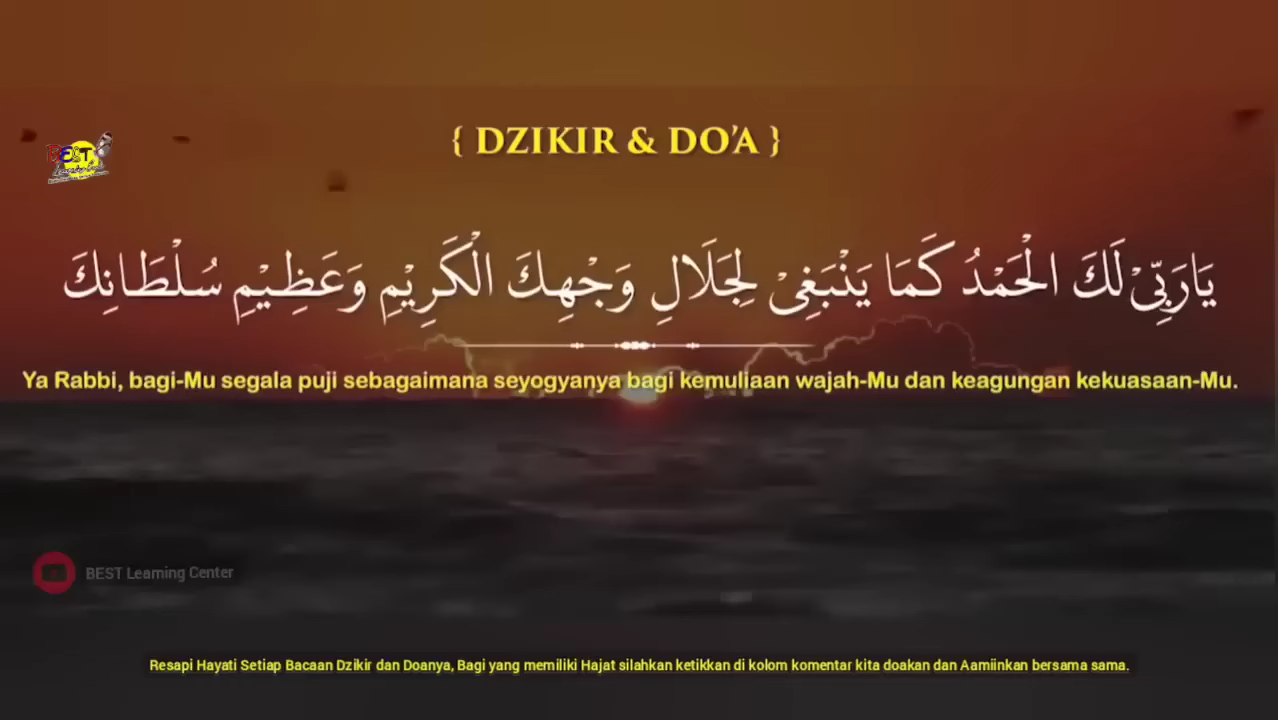 { DZIKIR & DO'A }
BEST
يَارَبِّيْ لَكَ الْحَمْدُ كَمَا يَنْبَغِىْ لِجَلَالِ وَجْهِكَ الْكَرِيْمِ وَعَظِيْمِ سُلْطَانِكَ
Ya Rabbi, bagi-Mu segala puji sebagaimana seyogyanya bagi kemuliaan wajah-Mu dan keagungan kekuasaan-Mu.
BEST Learning Center
Resapi Hayati Setiap Bacaan Dzikir dan Doanya, Bagi yang memiliki Hajat silahkan ketikkan di kolom komentar kita doakan dan Aamiinkan bersama sama.